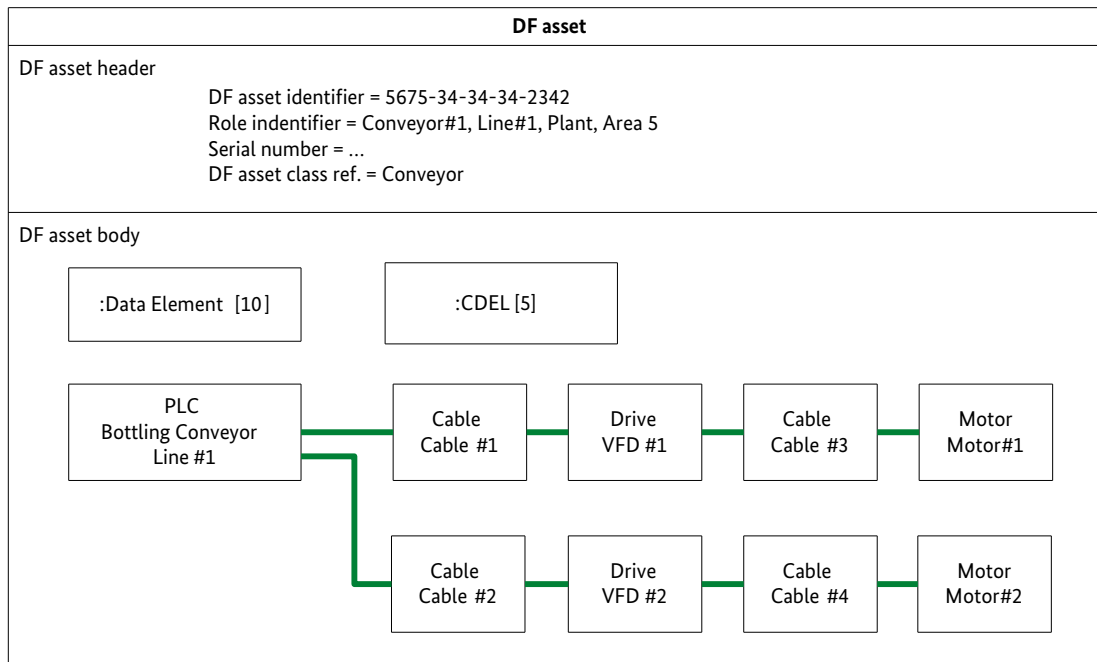 DF asset
DF asset header
DF asset identifier = 5675-34-34-34-2342
Role indentifier = Conveyor#1, Line#1, Plant, Area 5
Serial number = ...
DF asset class ref. = Conveyor
DF asset body
:Data Element [10]
:CDEL [5]
PLC
Bottling Conveyor
Line #1
Cable
Cable #1
Drive
VFD #1
Cable
Cable #3
Motor
Motor#1
Cable
Cable #2
Drive
VFD #2
Cable
Cable #4
Motor
Motor#2